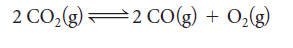 2 CO₂(g) ⇌ 2 CO(g) + O₂(g)